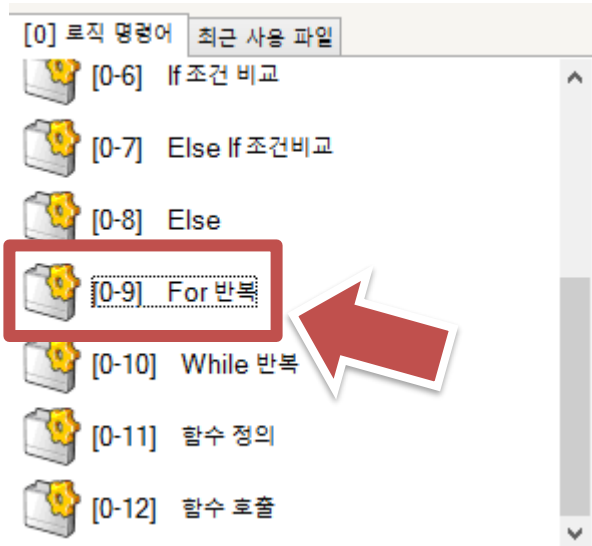 [0] 로직 명령어 최근 사용 파일
[0-6] If 조건 비교
[0-7] Else If 조건비교
[0-8] Else
[0-9] For 반복
[0-10] While 반복
[0-11] 함수 정의
[0-12] 함수 호출